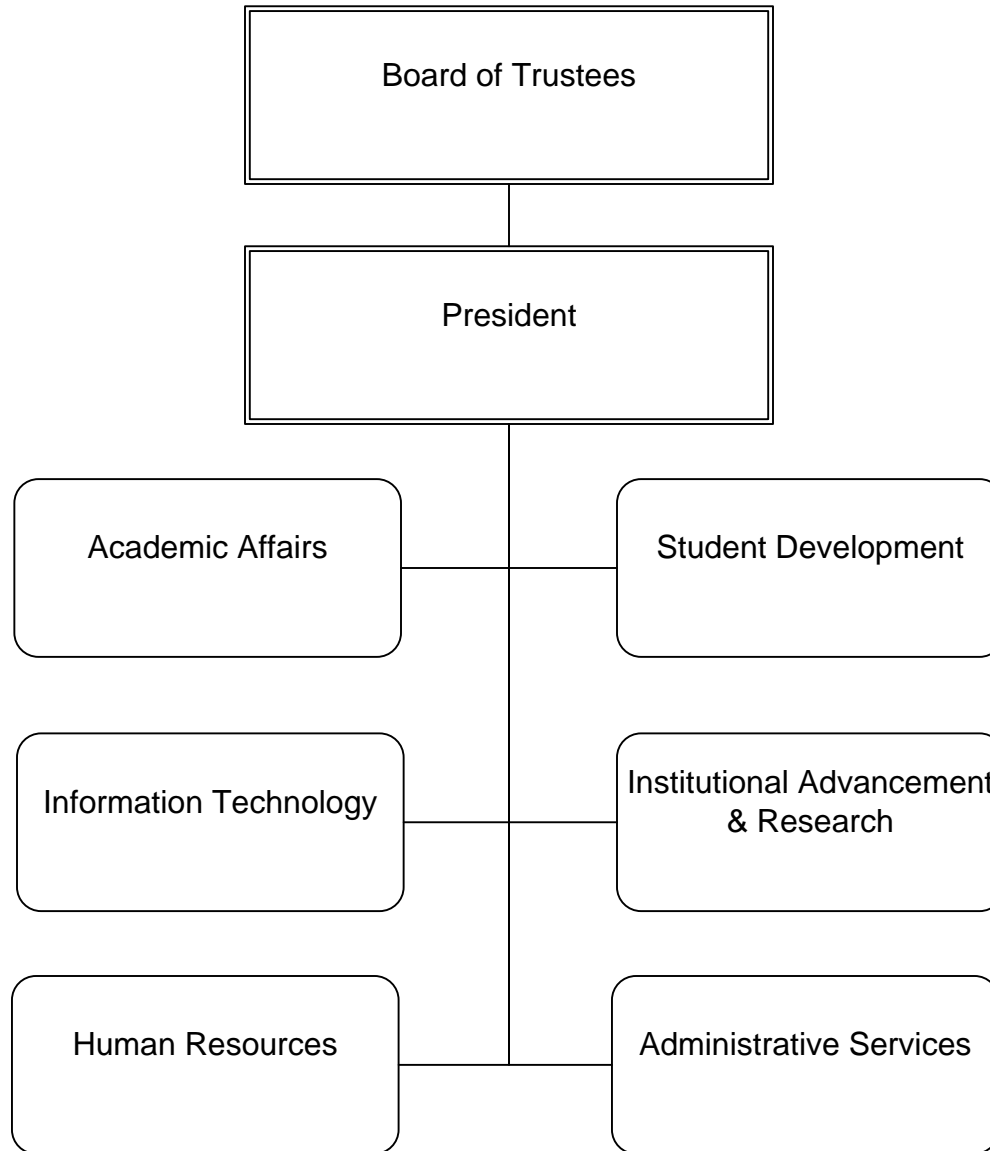 Board of Trustees
President
Academic Affairs
Student Development
Information Technology
Institutional Advancement
& Research
Human Resources
Administrative Services